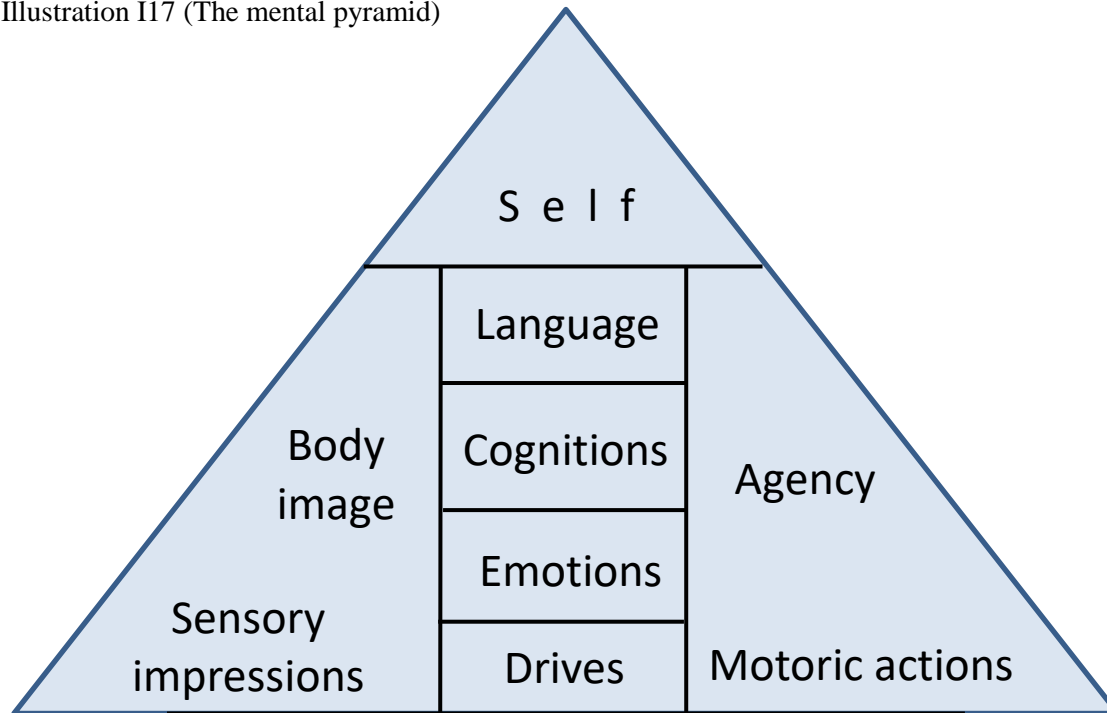 Illustration I17 (The mental pyramid)
S e l f
Language
Body
image
Cognitions
Agency
Emotions
Sensory
impressions
Drives
Motoric actions